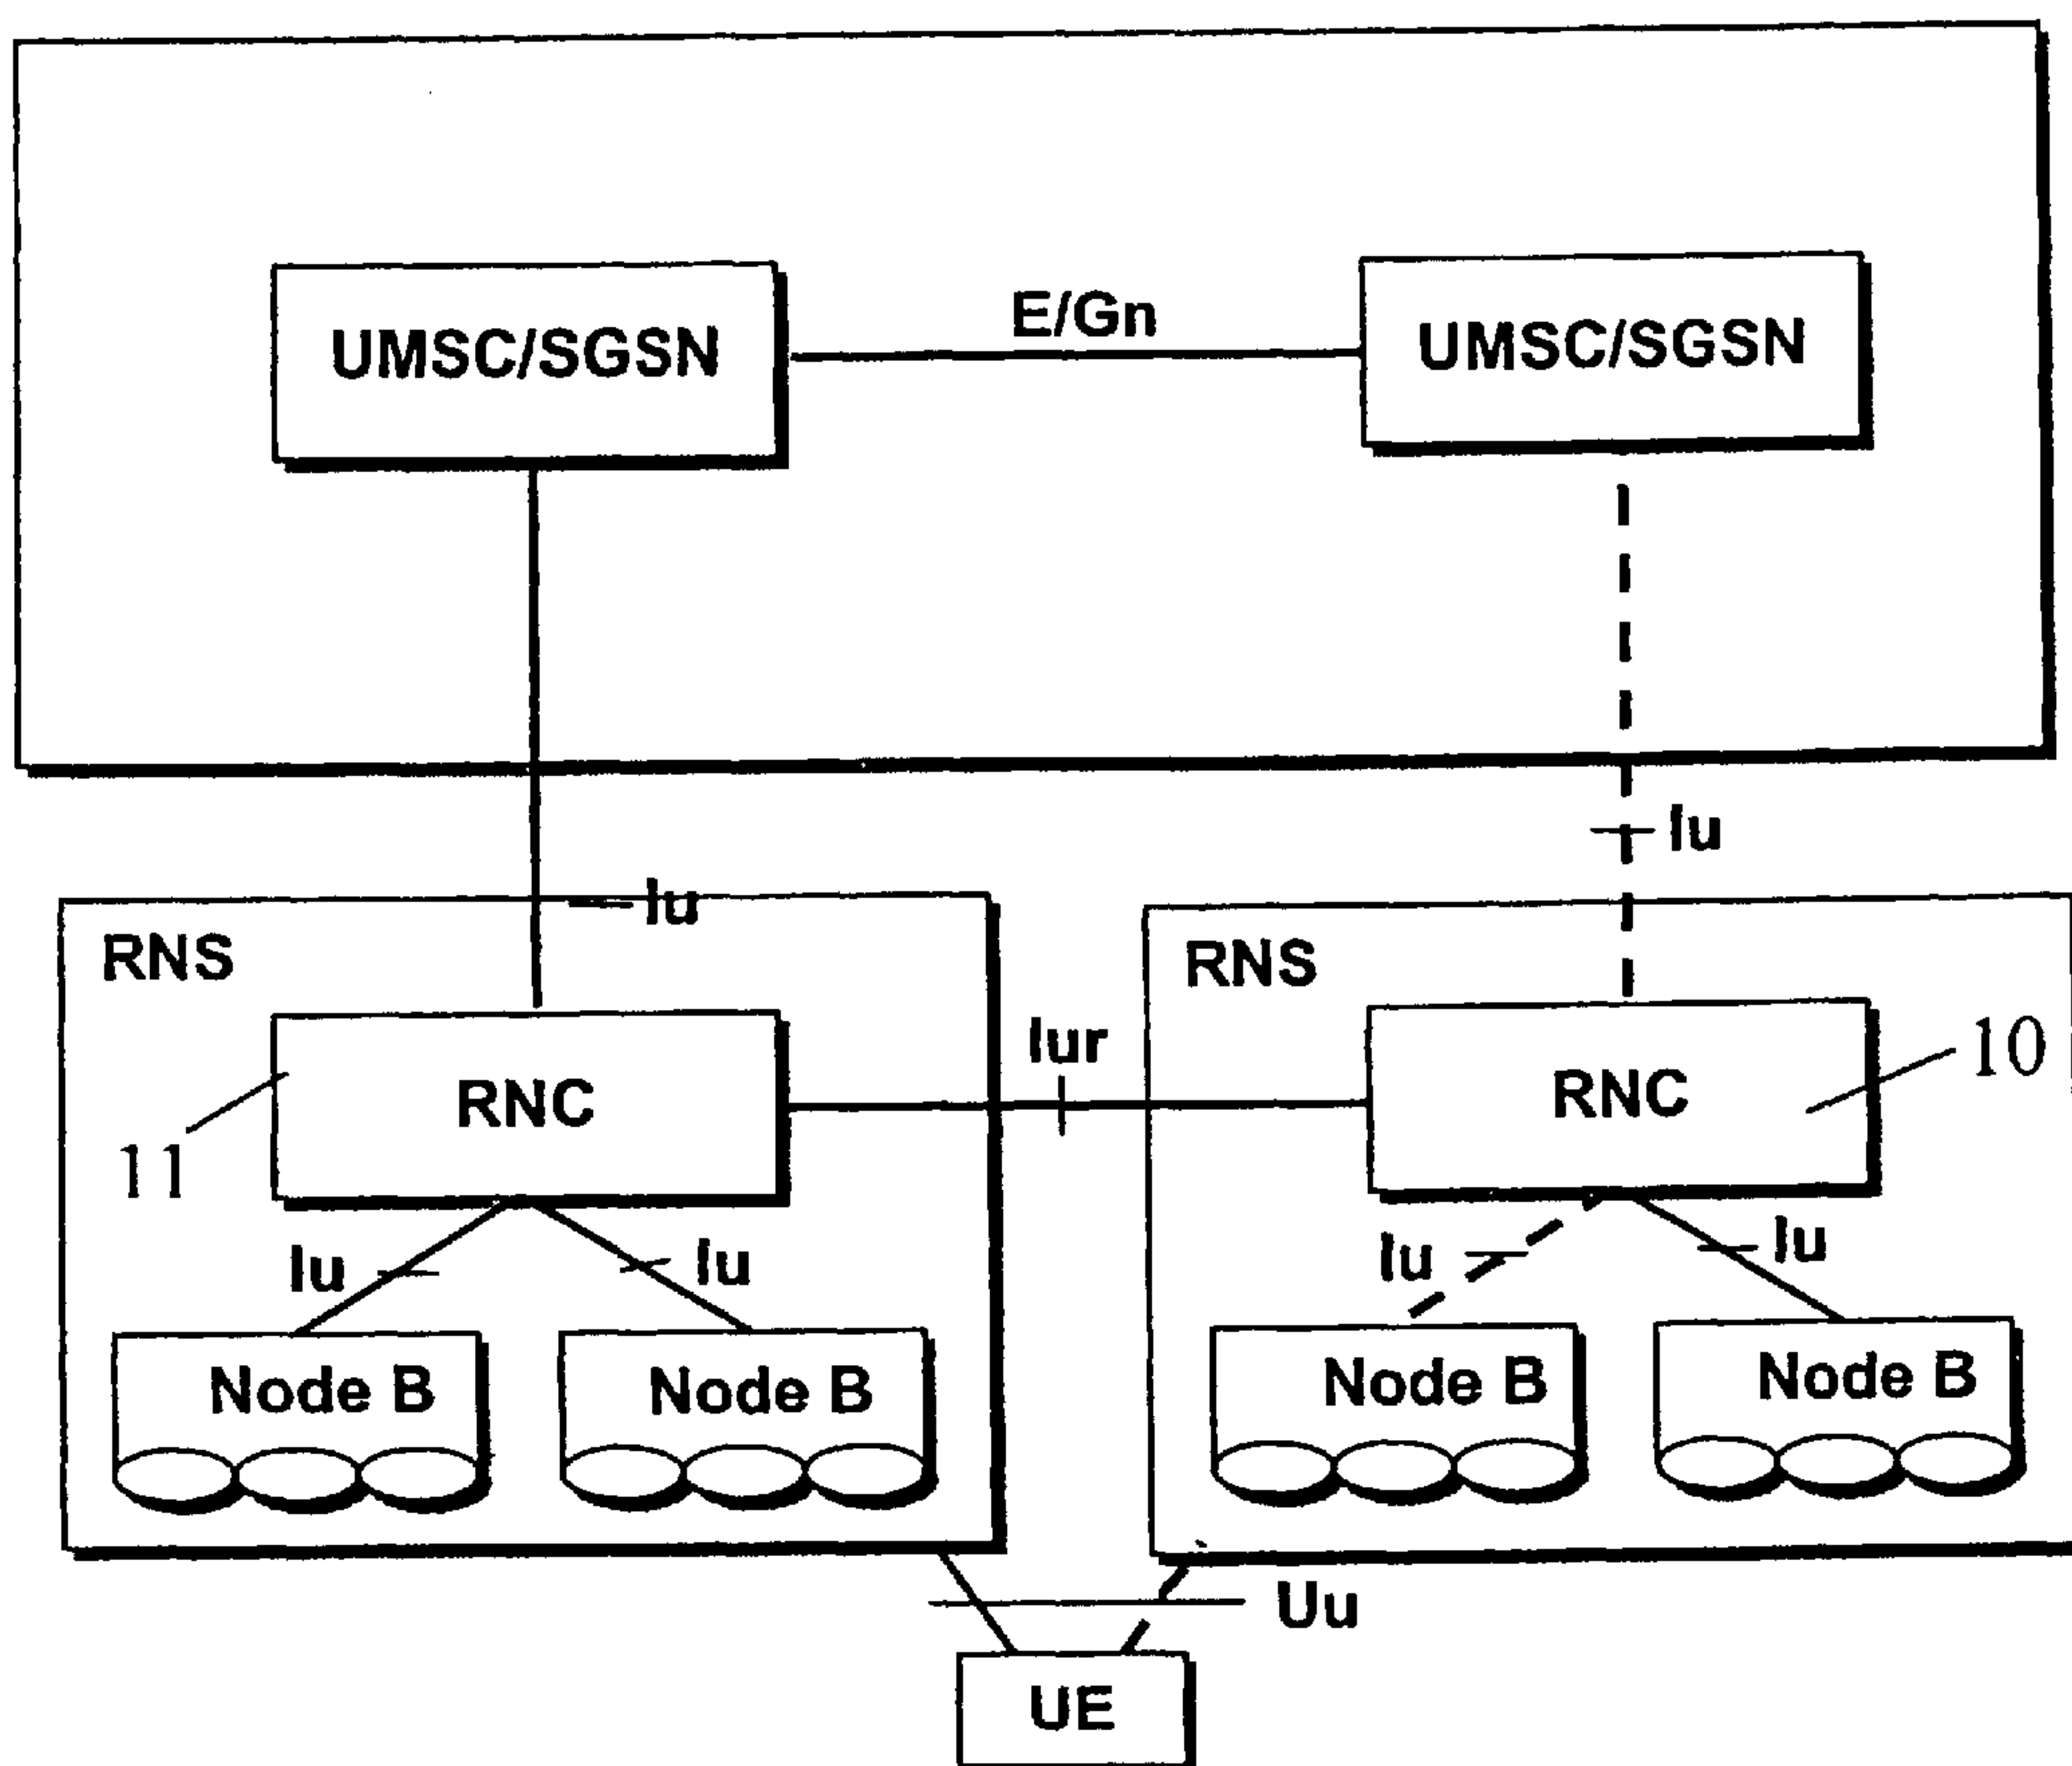 E/Gn
UMSC/SGSN
UMSC/SGSN
Iu
Iu
RNS
RNS
Iur
10
RNC
RNC
11
Iu
Iu
Iu
Iu
Node B
Node B
Node B
Node B
Uu
UE